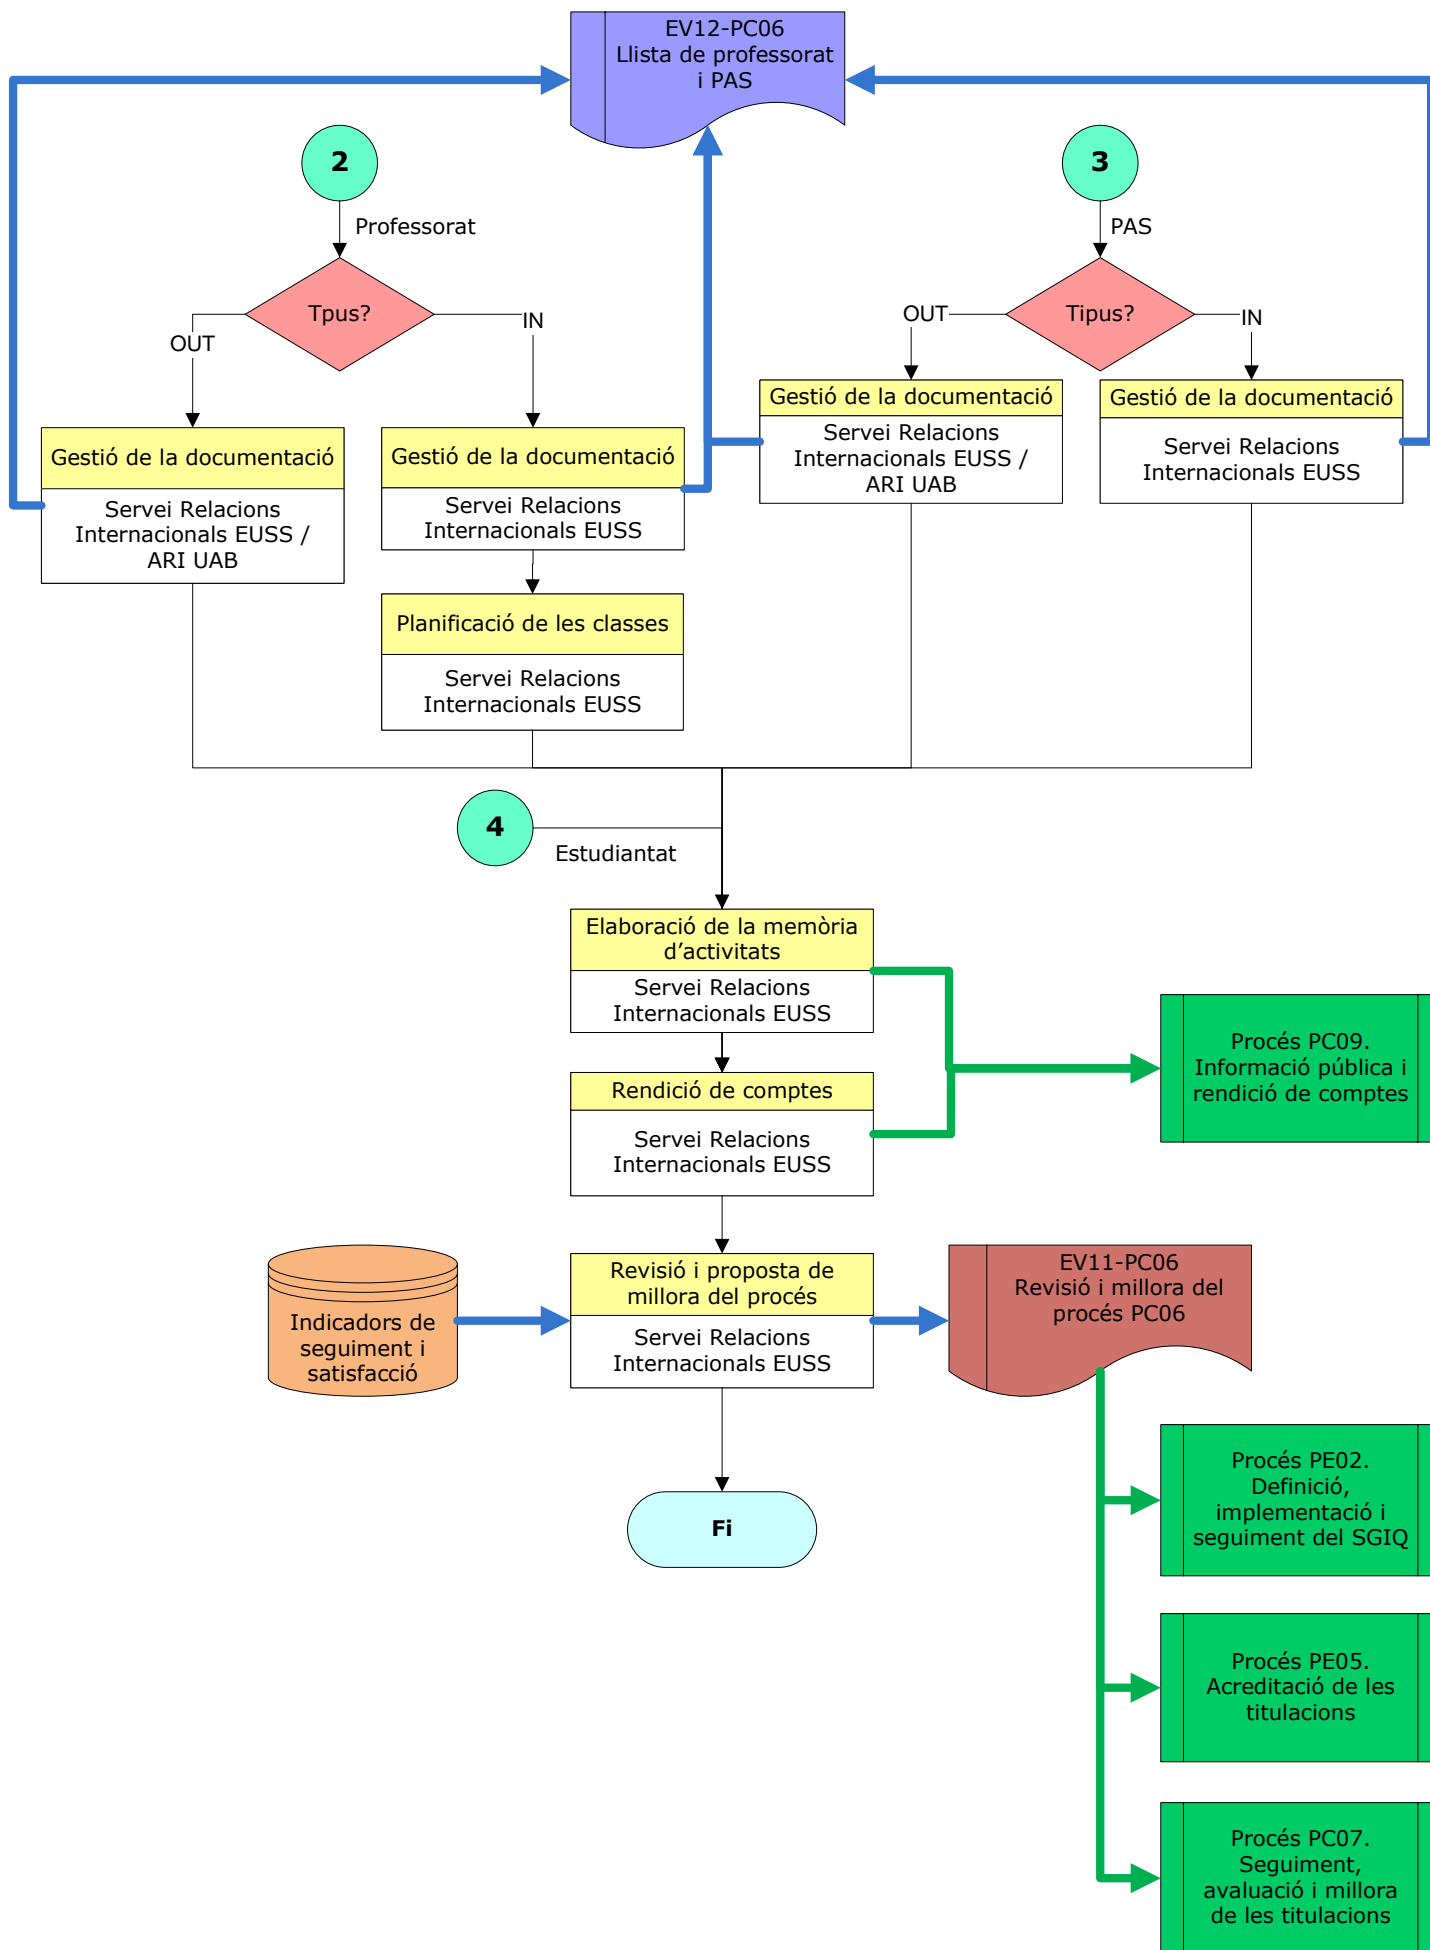 EV12-PC06
Llista de professorat
i PAS
2
3
Professorat
PAS
Tpus?
Tipus?
OUT
IN
OUT
IN
Gestió de la documentació
Servei Relacions
Internacionals EUSS /
ARI UAB
Gestió de la documentació
Servei Relacions
Internacionals EUSS
Gestió de la documentació
Servei Relacions
Internacionals EUSS /
ARI UAB
Gestió de la documentació
Servei Relacions
Internacionals EUSS
Planificació de les classes
Servei Relacions
Internacionals EUSS
4
Estudiantat
Elaboració de la memòria
d’activitats
Servei Relacions
Internacionals EUSS
Procés PC09.
Informació pública i
rendició de comptes
Rendició de comptes
Servei Relacions
Internacionals EUSS
Indicadors de
seguiment i
satisfacció
Revisió i proposta de
millora del procés
Servei Relacions
Internacionals EUSS
EV11-PC06
Revisió i millora del
procés PC06
Fi
Procés PE02.
Definició,
implementació i
seguiment del SGIQ
Procés PE05.
Acreditació de les
titulacions
Procés PC07.
Seguiment,
avaluació i millora
de les titulacions